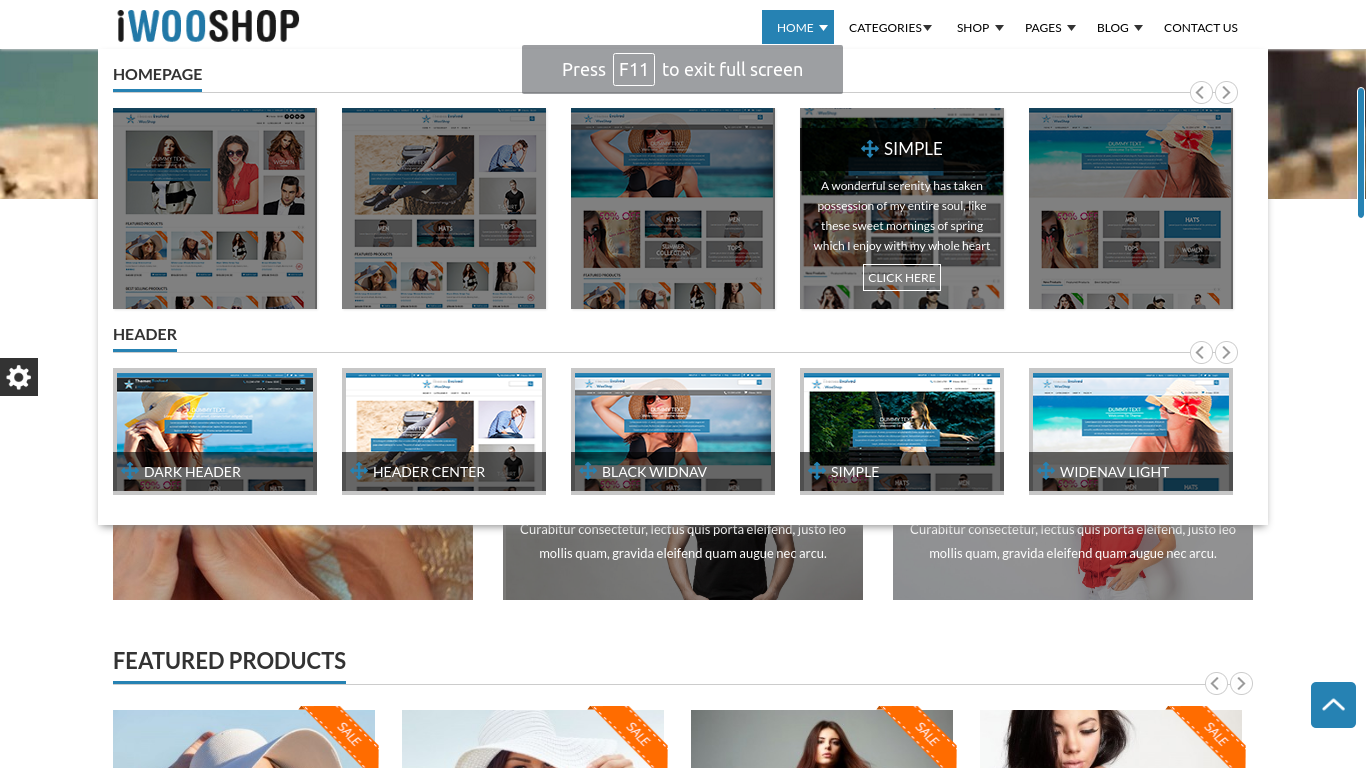 iWOOSHOP
HOME
CATEGORIES
SHOP
PAGES
BLOG
CONTACT US
Press F11 to exit full screen
HOMEPAGE
SIMPLE
A wonderful serenity has taken
possession of my entire soul, like
these sweet mornings of spring
which I enjoy with my whole heart
CLICK HERE
HEADER
DARK HEADER
HEADER CENTER
BLACK WIDNAV
SIMPLE
WIDENAV LIGHT
Curabitur consectetur, lectus quis porta eleifend, justo leo
mollis quam, gravida eleifend quam augue nec arcu.
Curabitur consectetur, lectus quis porta eleifend, justo leo
mollis quam, gravida eleifend quam augue nec arcu.
FEATURED PRODUCTS
SALE
SALE
SALE
SALE